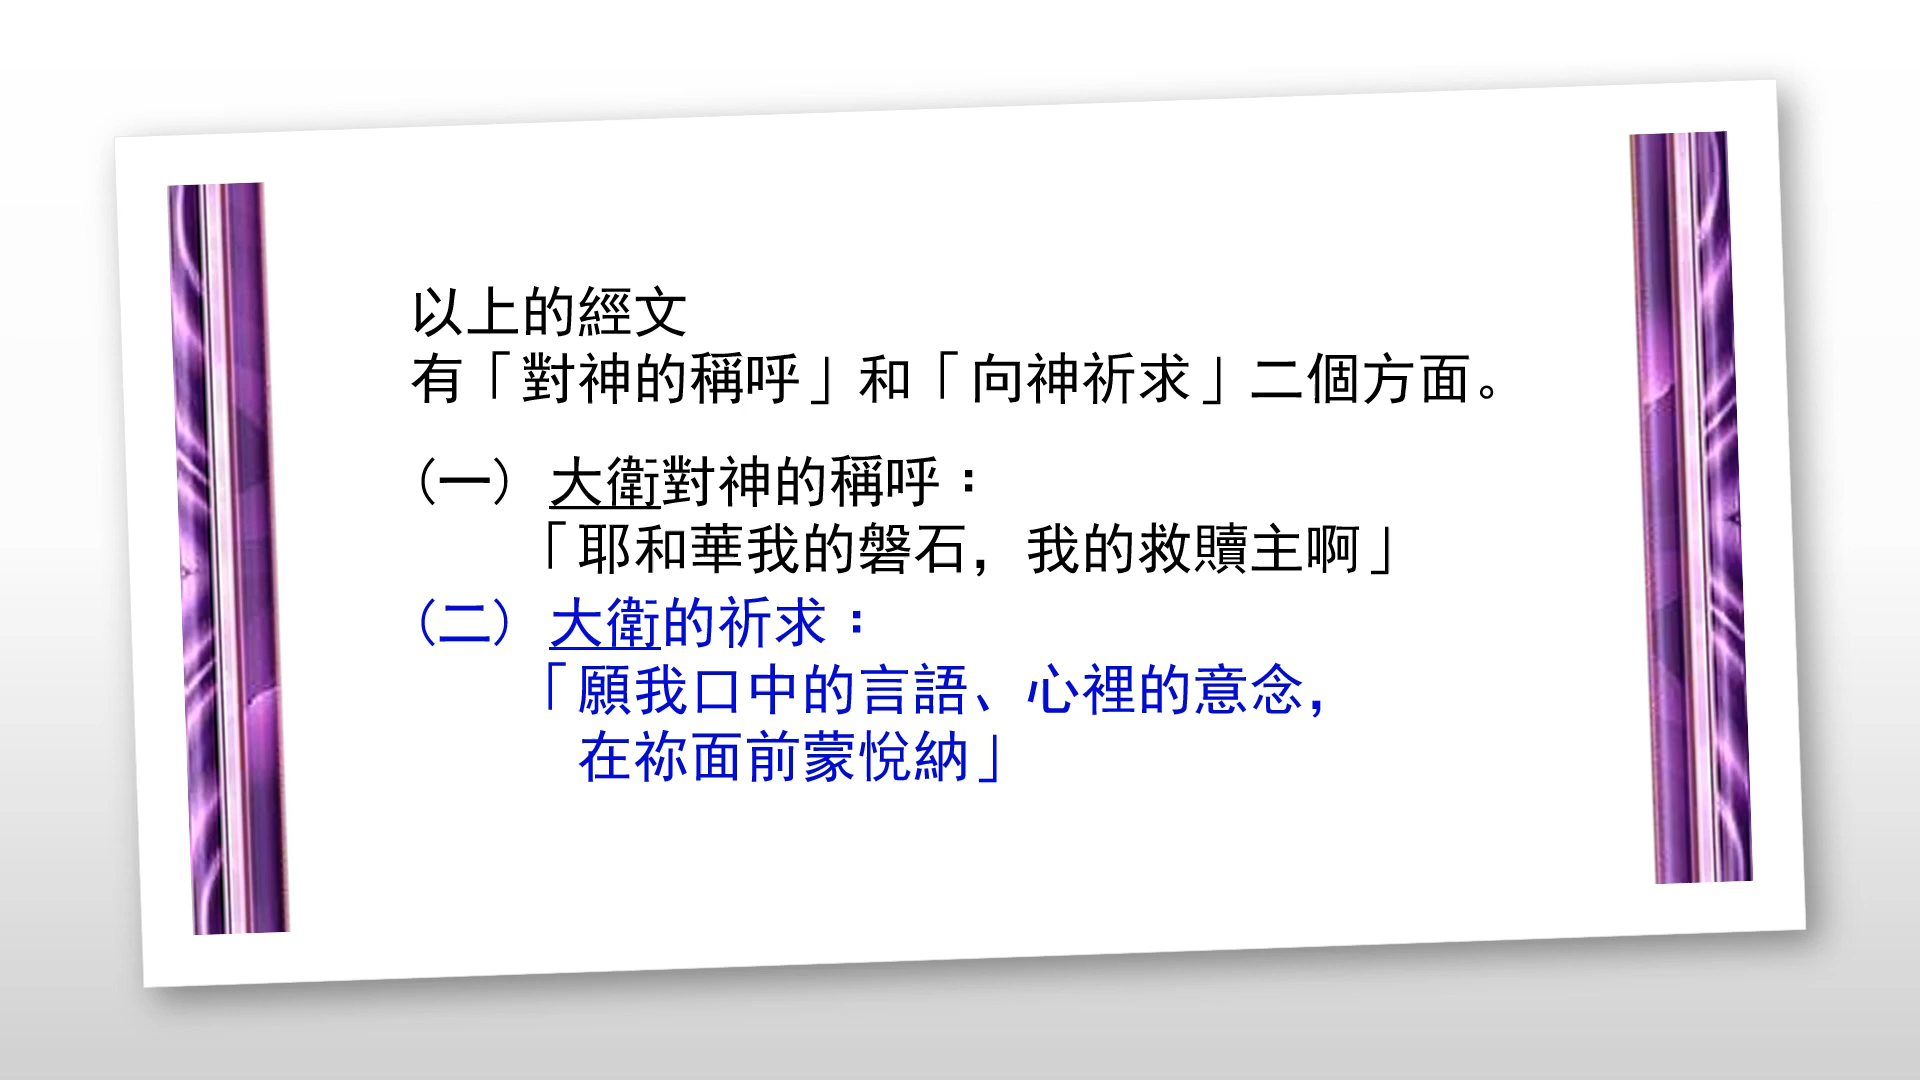 以上的經文
有「對神的稱呼」和「向神祈求」二個方面。
(一) 大衛對神的稱呼：
「耶和華我的磐石，我的救贖主啊」
(二) 大衛的祈求：
「願我口中的言語、心裡的意念，
在祢面前蒙悅納」